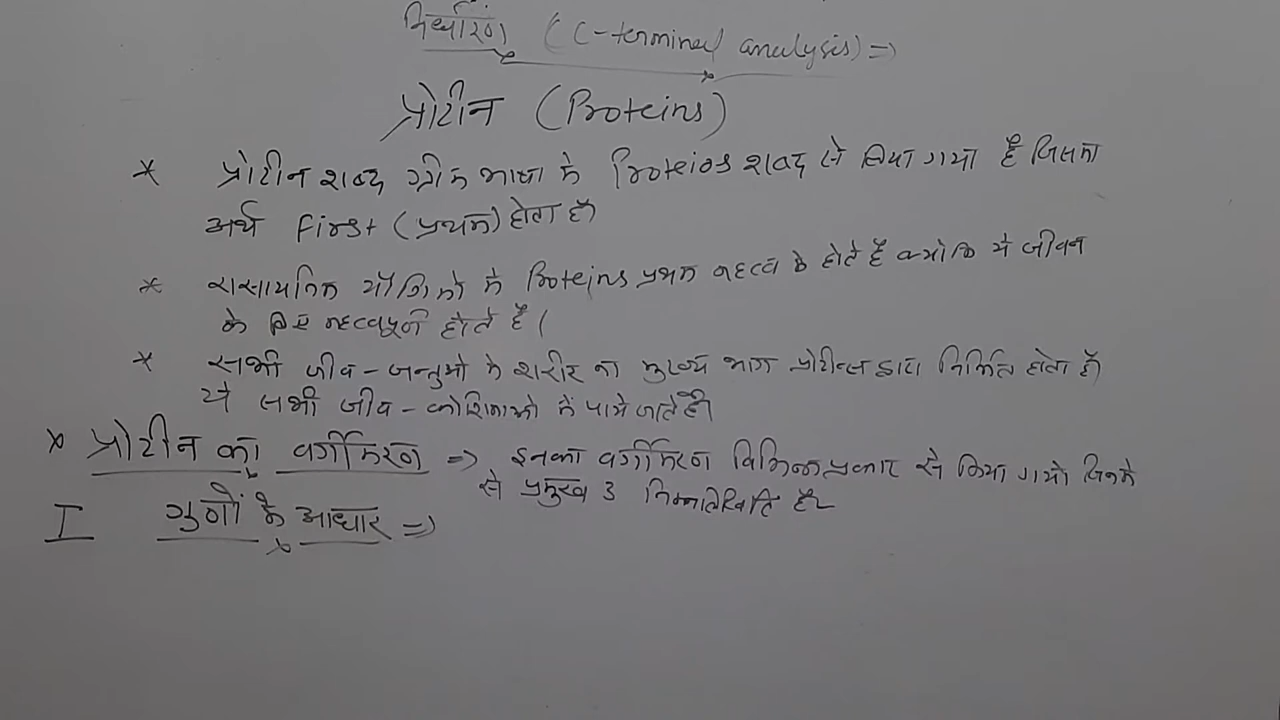 निर्धारण (C-terminal analysis) ⇒
प्रोटीन (Proteins)
* प्रोटीन शब्द ग्रीक भाषा के Proteios शब्द से लिया गया है जिसका
अर्थ First (प्रथम) होता है
* रासायनिक यौगिको मे Proteins प्रथम महत्व के होते हैं क्योकि ये जीवन
के लिए महत्वपूर्ण होते हैं।
* सभी जीव-जन्तुओ के शरीर का मुख्य भाग प्रोटीन्स द्वारा निर्मित होता है
ये सभी जीव-कोशिकाओ में पाये जाते है।
* प्रोटीन का वर्गीकरण ⇒ इनका वर्गीकरण विभिन्न प्रकार से किया गया जिनमे
से प्रमुख 3 निम्नलिखित हैं-
I गुणों के आधार ⇒